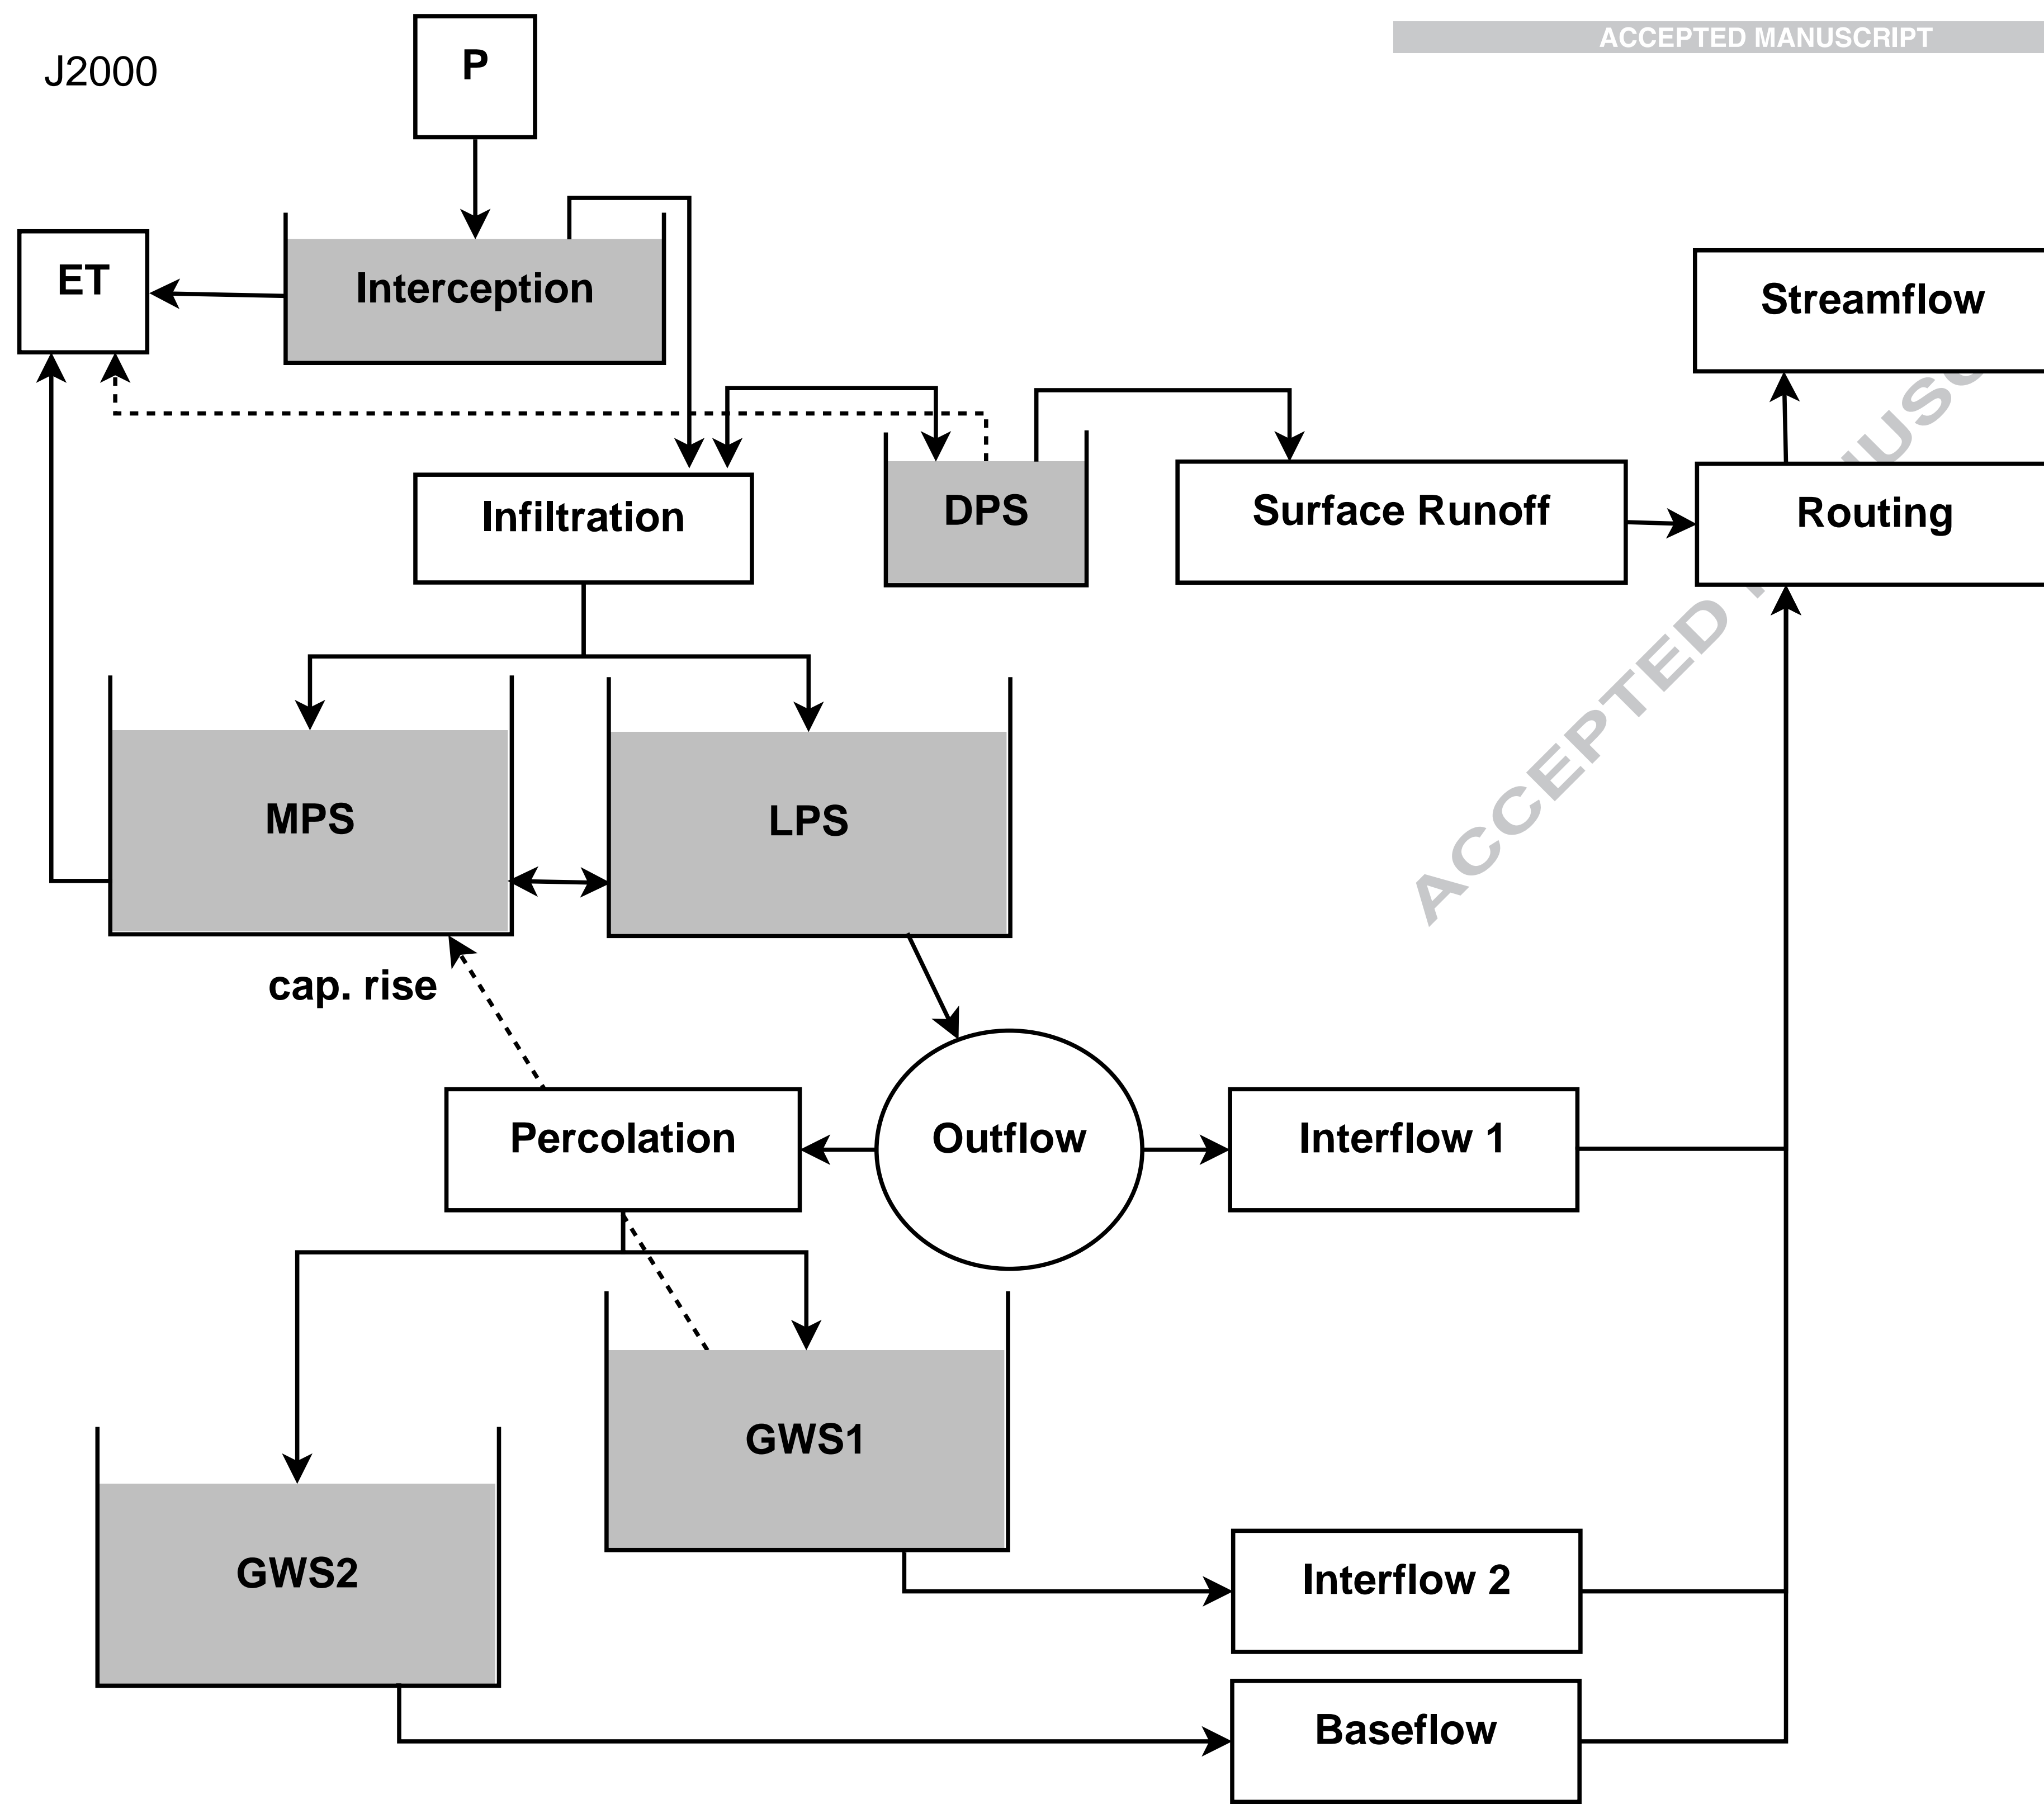 ACCEPTED MANUSCRIPT
J2000
P
ET
Interception
Streamflow
Infiltration
DPS
Surface Runoff
Routing
MPS
LPS
cap. rise
Percolation
Outflow
Interflow 1
GWS1
GWS2
Interflow 2
Baseflow
ACCEPTED